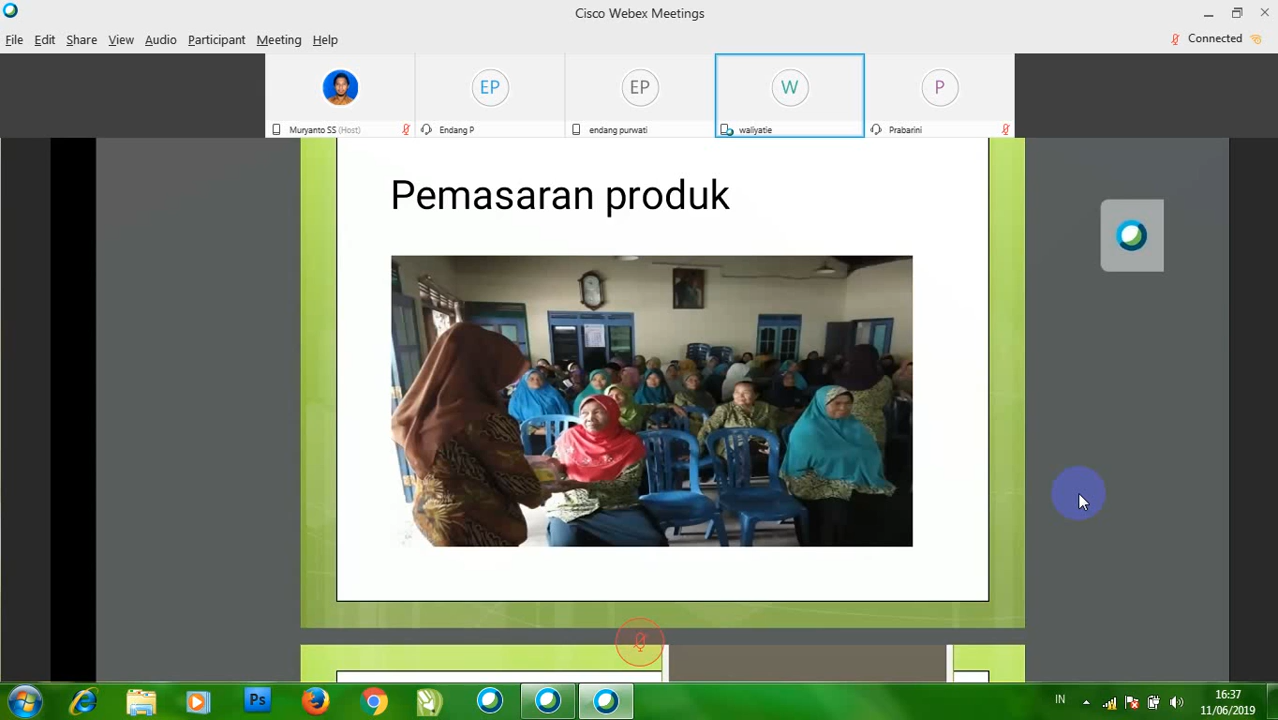 Cisco Webex Meetings
File Edit Share View Audio Participant Meeting Help
Connected
EP
EP
W
P
Muryanto SS (Host)
Endang P
endang purwati
waliyatie
Prabarini
Pemasaran produk
Ps
IN
16:37
11/06/2019